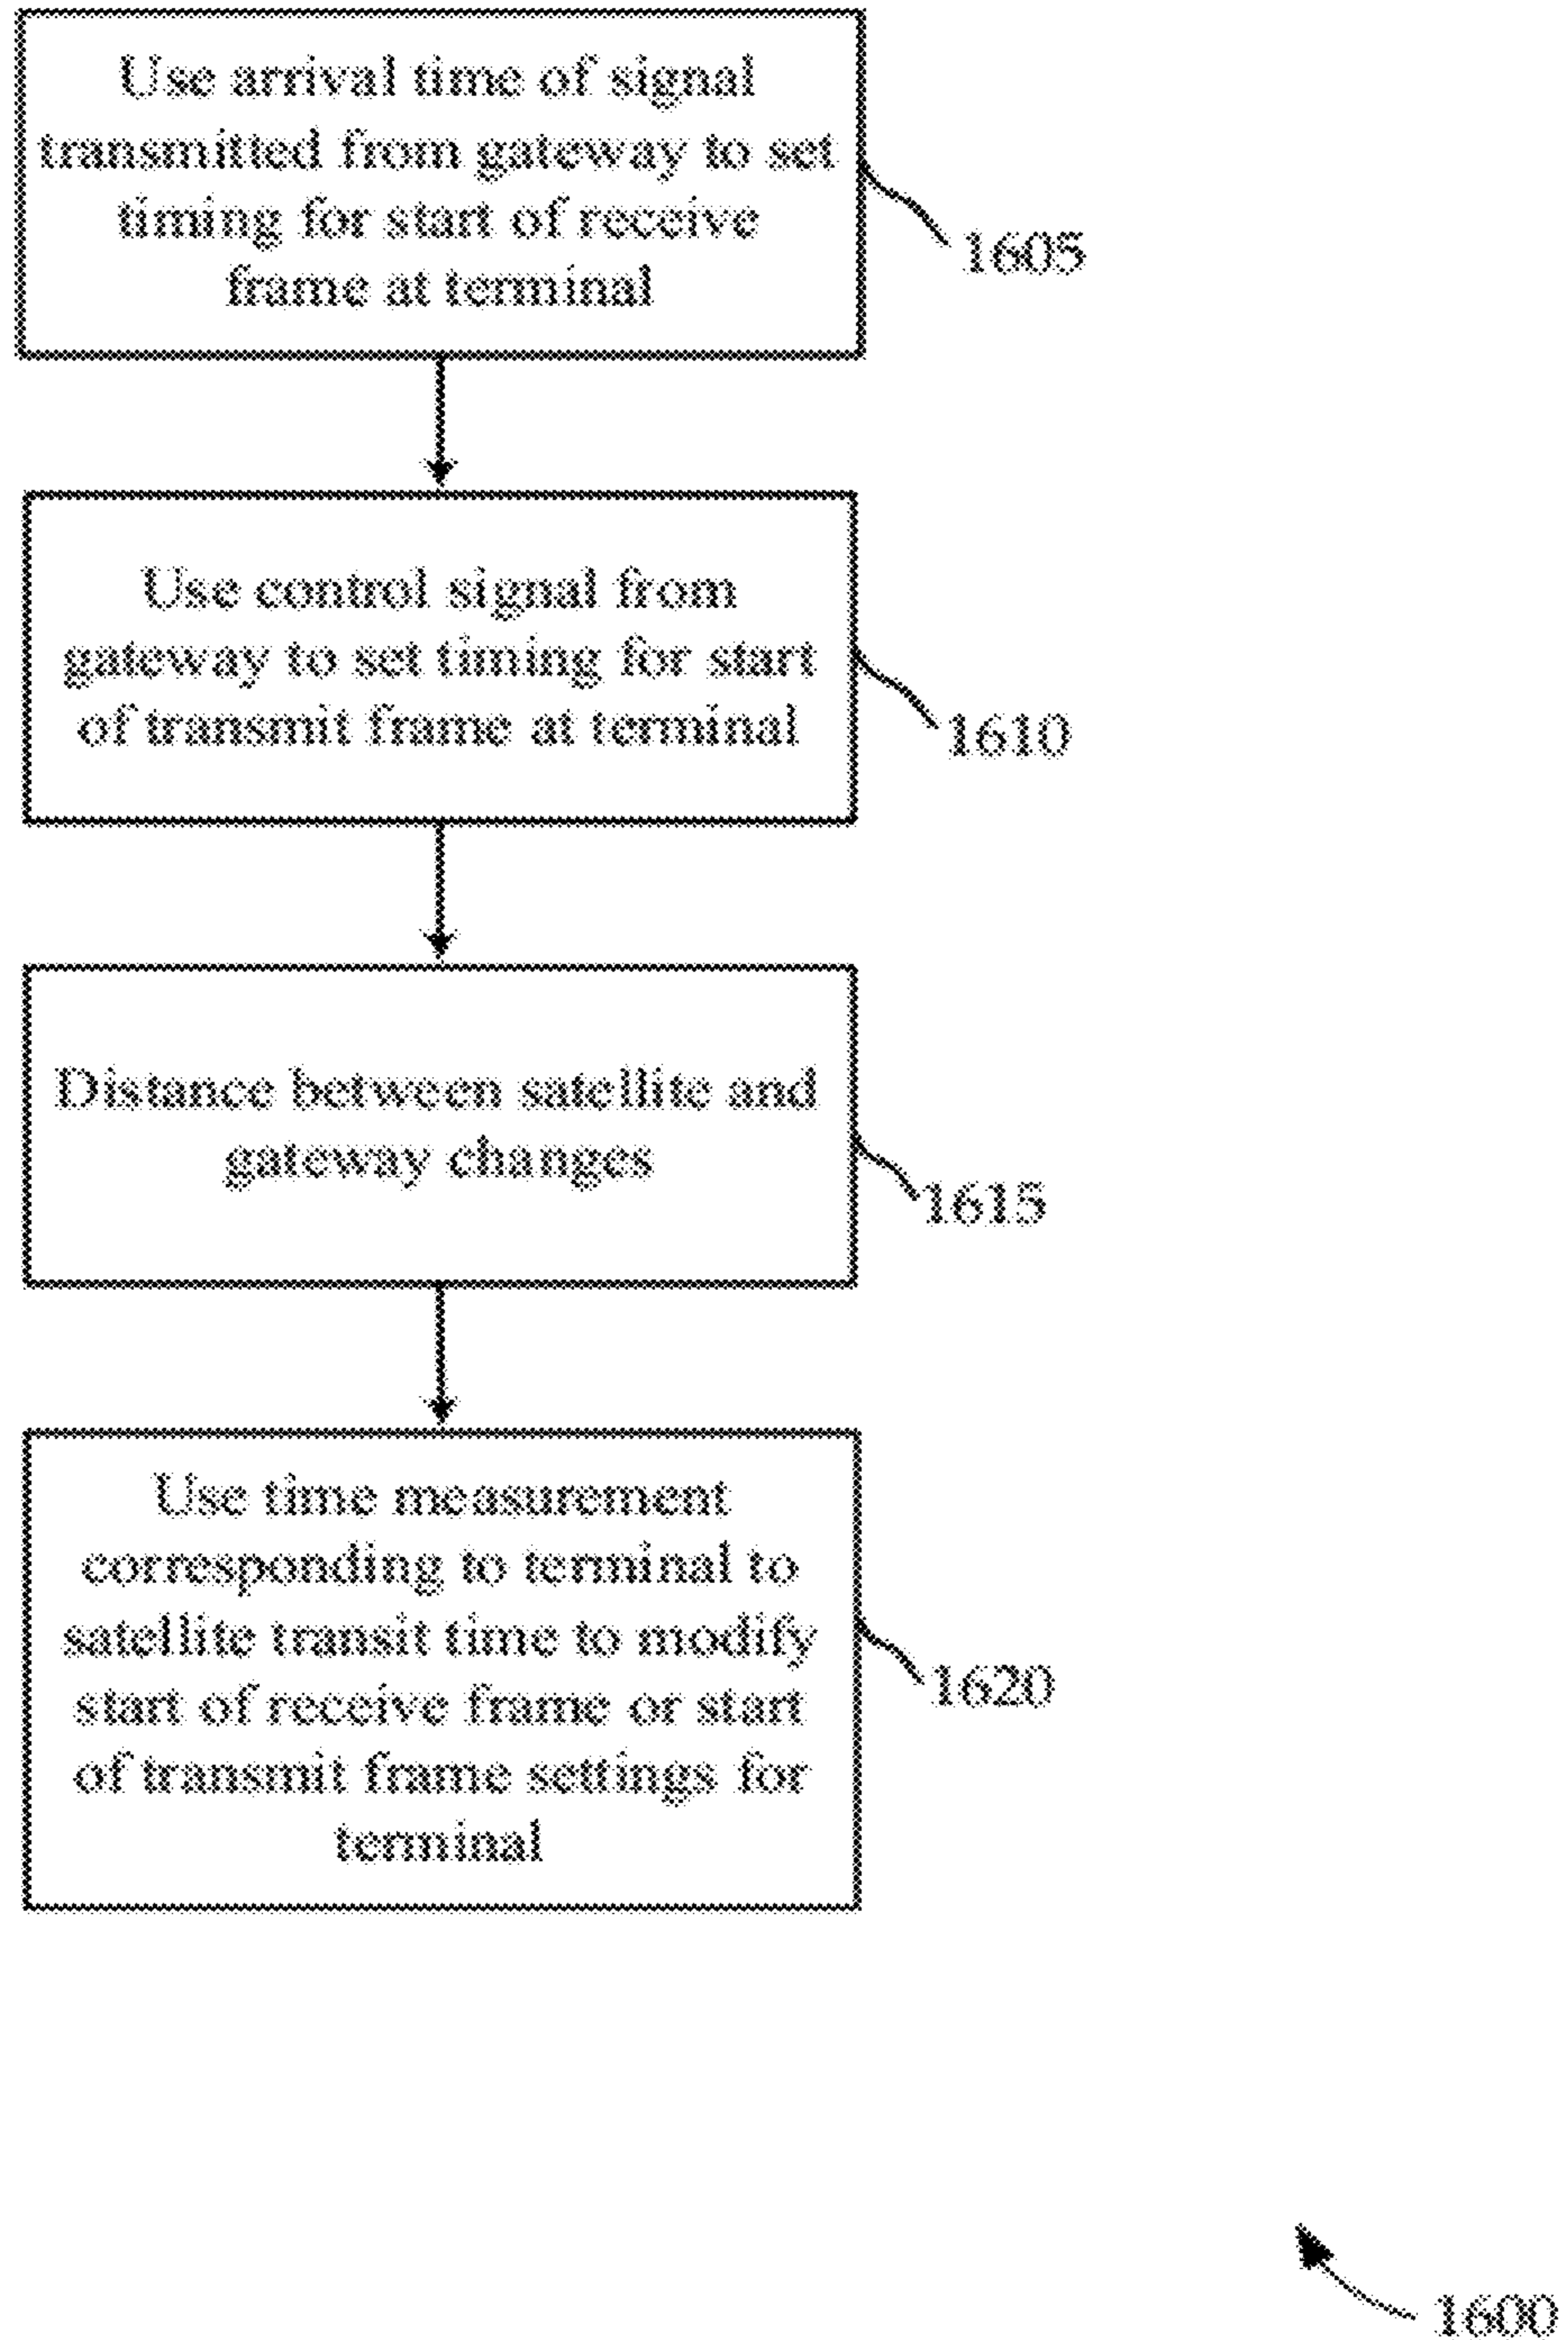 Use arrival time of signal
transmitted from gateway to set
timing for start of receive
frame at terminal
1605
Use control signal from
gateway to set timing for start
of transmit frame at terminal
1610
Distance between satellite and
gateway changes
1615
Use time measurement
corresponding to terminal to
satellite transit time to modify
start of receive frame or start
of transmit frame settings for
terminal
1620
1600